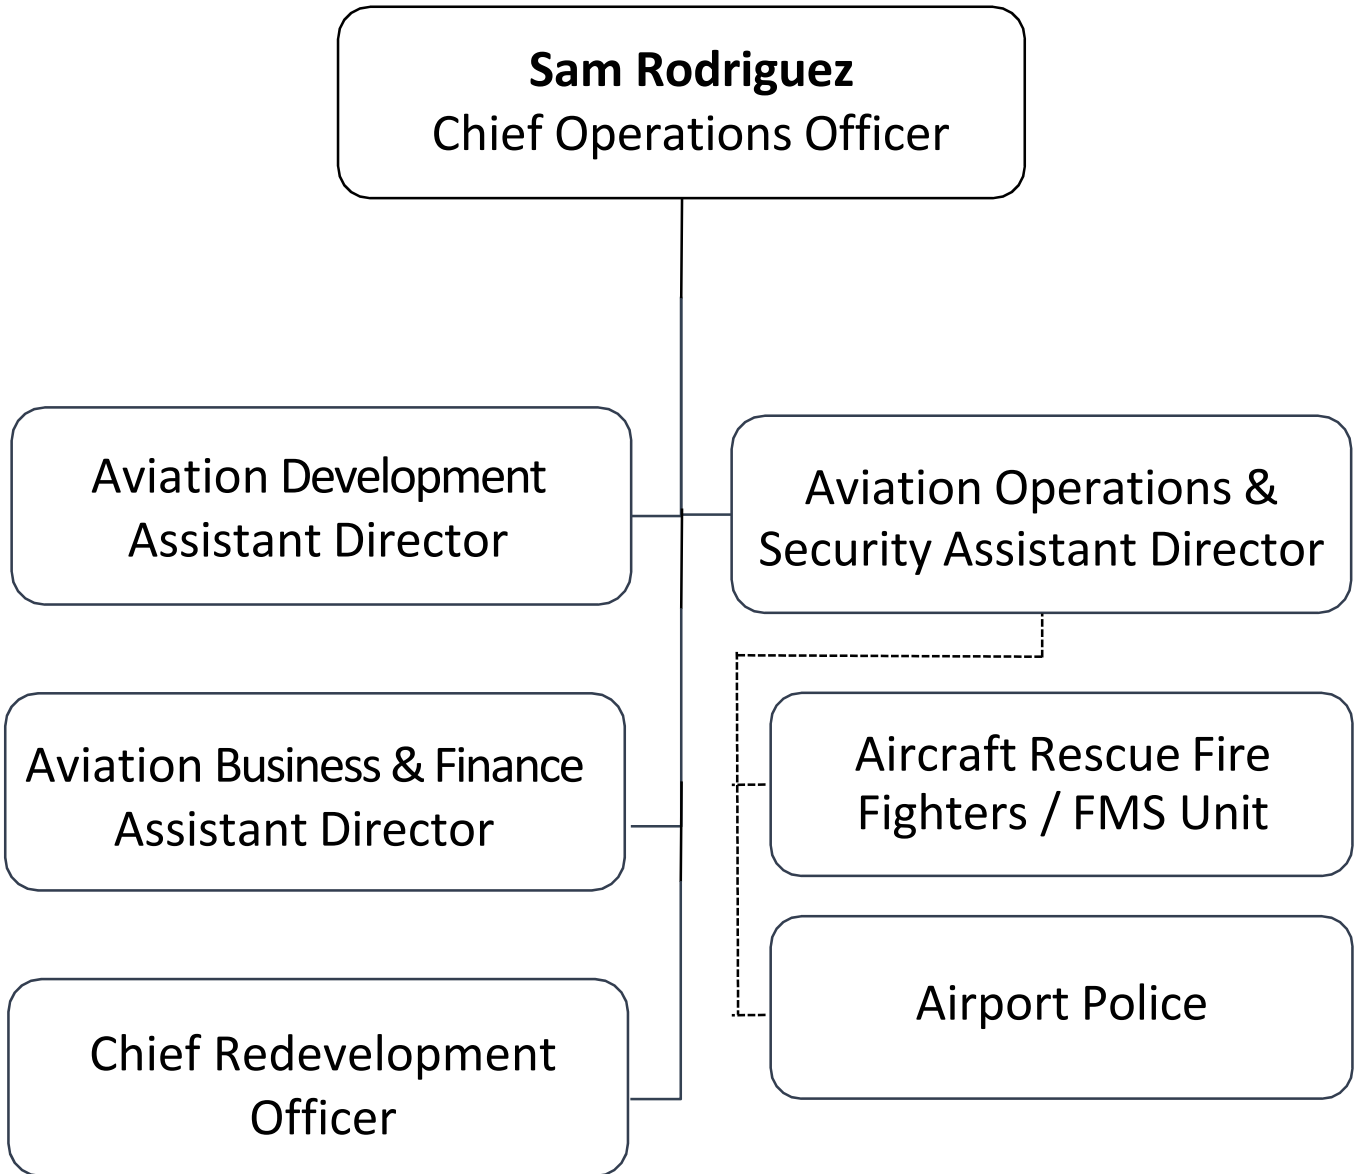 Sam Rodriguez
Chief Operations Officer
Aviation Development
Assistant Director
Aviation Operations &
Security Assistant Director
Aviation Business & Finance
Assistant Director
Aircraft Rescue Fire
Fighters / FMS Unit
Chief Redevelopment
Officer
Airport Police